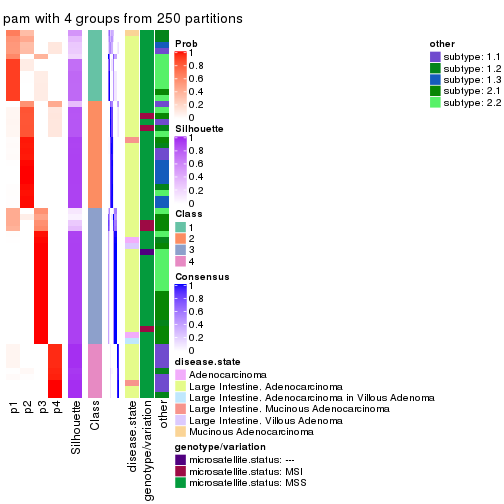 pam with 4 groups from 250 partitions
Prob
1
0.8
0.6
0.4
0.2
0
Silhouette
1
0.8
0.6
0.4
0.2
0
Class
1
2
3
4
Consensus
1
0.8
0.6
0.4
0.2
0
disease.state
Adenocarcinoma
Large Intestine. Adenocarcinoma
Large Intestine. Adenocarcinoma in Villous Adenoma
Large Intestine. Mucinous Adenocarcinoma
Large Intestine. Villous Adenoma
Mucinous Adenocarcinoma
genotype/variation
microsatellite.status: ---
microsatellite.status: MSI
microsatellite.status: MSS
other
subtype: 1.1
subtype: 1.2
subtype: 1.3
subtype: 2.1
subtype: 2.2
p1
p2
p3
p4
Silhouette
Class
disease.state
genotype/variation
other